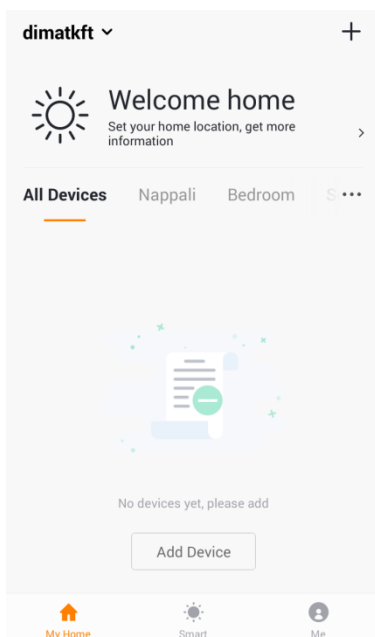 dimatkft
Welcome home
Set your home location, get more
information
All Devices Nappali Bedroom S
No devices yet, please add
Add Device
My Home Smart Me